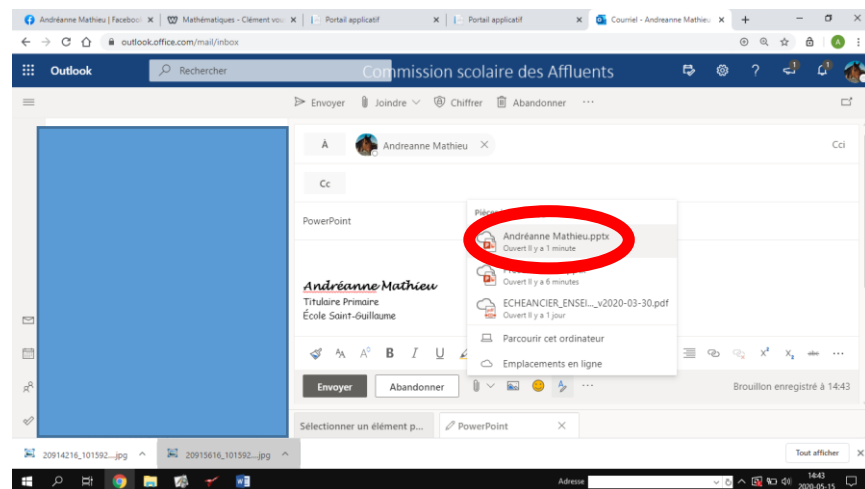 Andréanne Mathieu | Faceboo
Mathématiques - Clément vou
Portail applicatif
Portail applicatif
Courriel - Andreanne Mathieu
outlook.office.com/mail/inbox
A
Outlook
Rechercher
Commission scolaire des Affluents
Envoyer Joindre Chiffrer Abandonner ...
À Andreanne Mathieu Cci
Cc
PowerPoint
Andréanne Mathieu.pptx
Ouvert Il y a 1 minute
Ouvert Il y a 6 minutes
ECHEANCIER_ENSEI..._v2020-03-30.pdf
Ouvert Il y a 1 jour
Parcourir cet ordinateur
Emplacements en ligne
Andréanne Mathieu
Titulaire Primaire
École Saint-Guillaume
B I U
Envoyer Abandonner ... Brouillon enregistré à 14:43
Sélectionner un élément p... PowerPoint
20914216_101592....jpg 20915616_101592....jpg Tout afficher
Adresse
14:43
2020-05-15